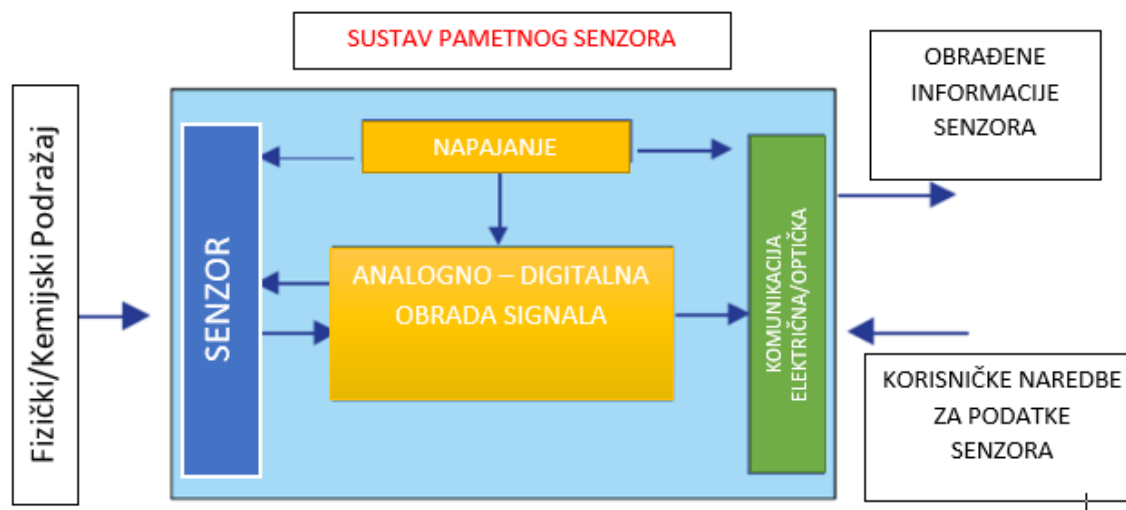 SUSTAV PAMETNOG SENZORA
Fizički/Kemijski Podražaj
SENZOR
NAPAJANJE
ANALOGNO – DIGITALNA
OBRADA SIGNALA
KOMUNIKACIJA
ELEKTRIČNA/OPTIČKA
OBRAĐENE
INFORMACIJE
SENZORA
KORISNIČKE NAREDBE
ZA PODATKE
SENZORA